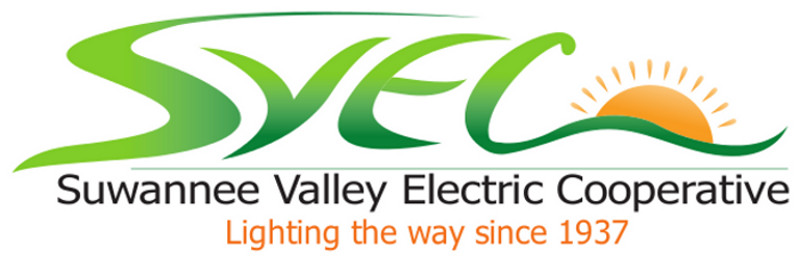 SVEC
Suwannee Valley Electric Cooperative
Lighting the way since 1937